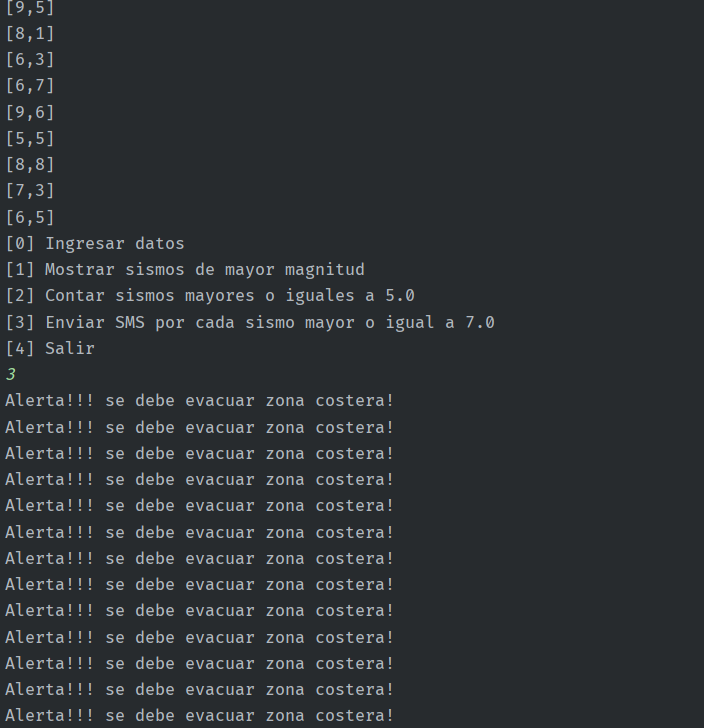 [9,5]
[8,1]
[6,3]
[6,7]
[9,6]
[5,5]
[8,8]
[7,3]
[6,5]
[0] Ingresar datos
[1] Mostrar sismos de mayor magnitud
[2] Contar sismos mayores o iguales a 5.0
[3] Enviar SMS por cada sismo mayor o igual a 7.0
[4] Salir
3
Alerta!!! se debe evacuar zona costera!
Alerta!!! se debe evacuar zona costera!
Alerta!!! se debe evacuar zona costera!
Alerta!!! se debe evacuar zona costera!
Alerta!!! se debe evacuar zona costera!
Alerta!!! se debe evacuar zona costera!
Alerta!!! se debe evacuar zona costera!
Alerta!!! se debe evacuar zona costera!
Alerta!!! se debe evacuar zona costera!
Alerta!!! se debe evacuar zona costera!
Alerta!!! se debe evacuar zona costera!
Alerta!!! se debe evacuar zona costera!
Alerta!!! se debe evacuar zona costera!